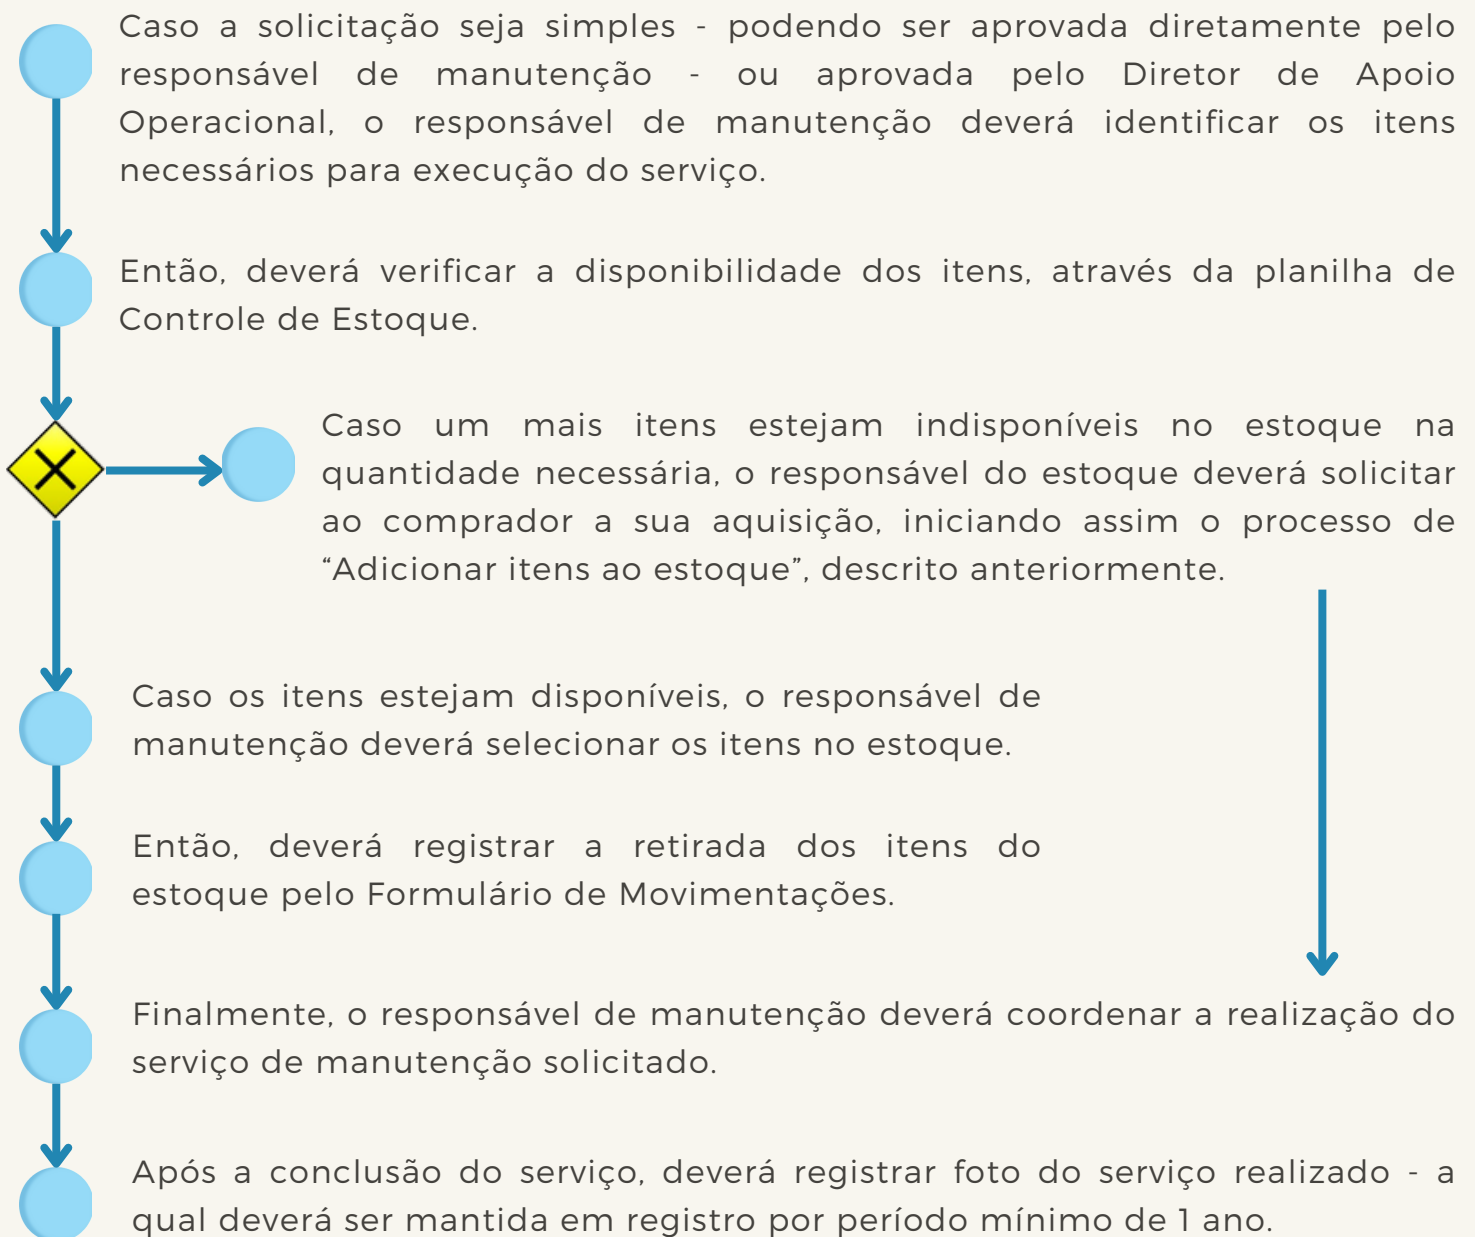 Caso a solicitação seja simples - podendo ser aprovada diretamente pelo
responsável de manutenção - ou aprovada pelo Diretor de Apoio
Operacional, o responsável de manutenção deverá identificar os itens
necessários para execução do serviço.
Então, deverá verificar a disponibilidade dos itens, através da planilha de
Controle de Estoque.
Caso um mais itens estejam indisponíveis no estoque na
quantidade necessária, o responsável do estoque deverá solicitar
ao comprador a sua aquisição, iniciando assim o processo de
“Adicionar itens ao estoque”, descrito anteriormente.
Caso os itens estejam disponíveis, o responsável de
manutenção deverá selecionar os itens no estoque.
Então, deverá registrar a retirada dos itens do
estoque pelo Formulário de Movimentações.
Finalmente, o responsável de manutenção deverá coordenar a realização do
serviço de manutenção solicitado.
Após a conclusão do serviço, deverá registrar foto do serviço realizado - a
qual deverá ser mantida em registro por período mínimo de 1 ano.